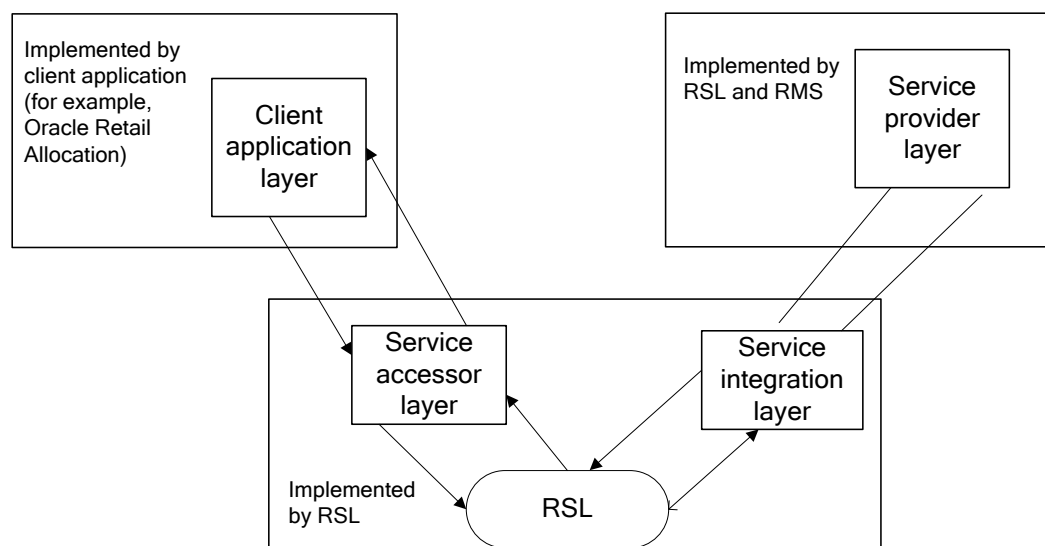 Implemented by
client application
(for example,
Oracle Retail
Allocation)
Client
application
layer
Implemented by
RSL and RMS
Service
provider
layer
Service
accessor
layer
Service
integration
layer
Implemented
by RSL
RSL